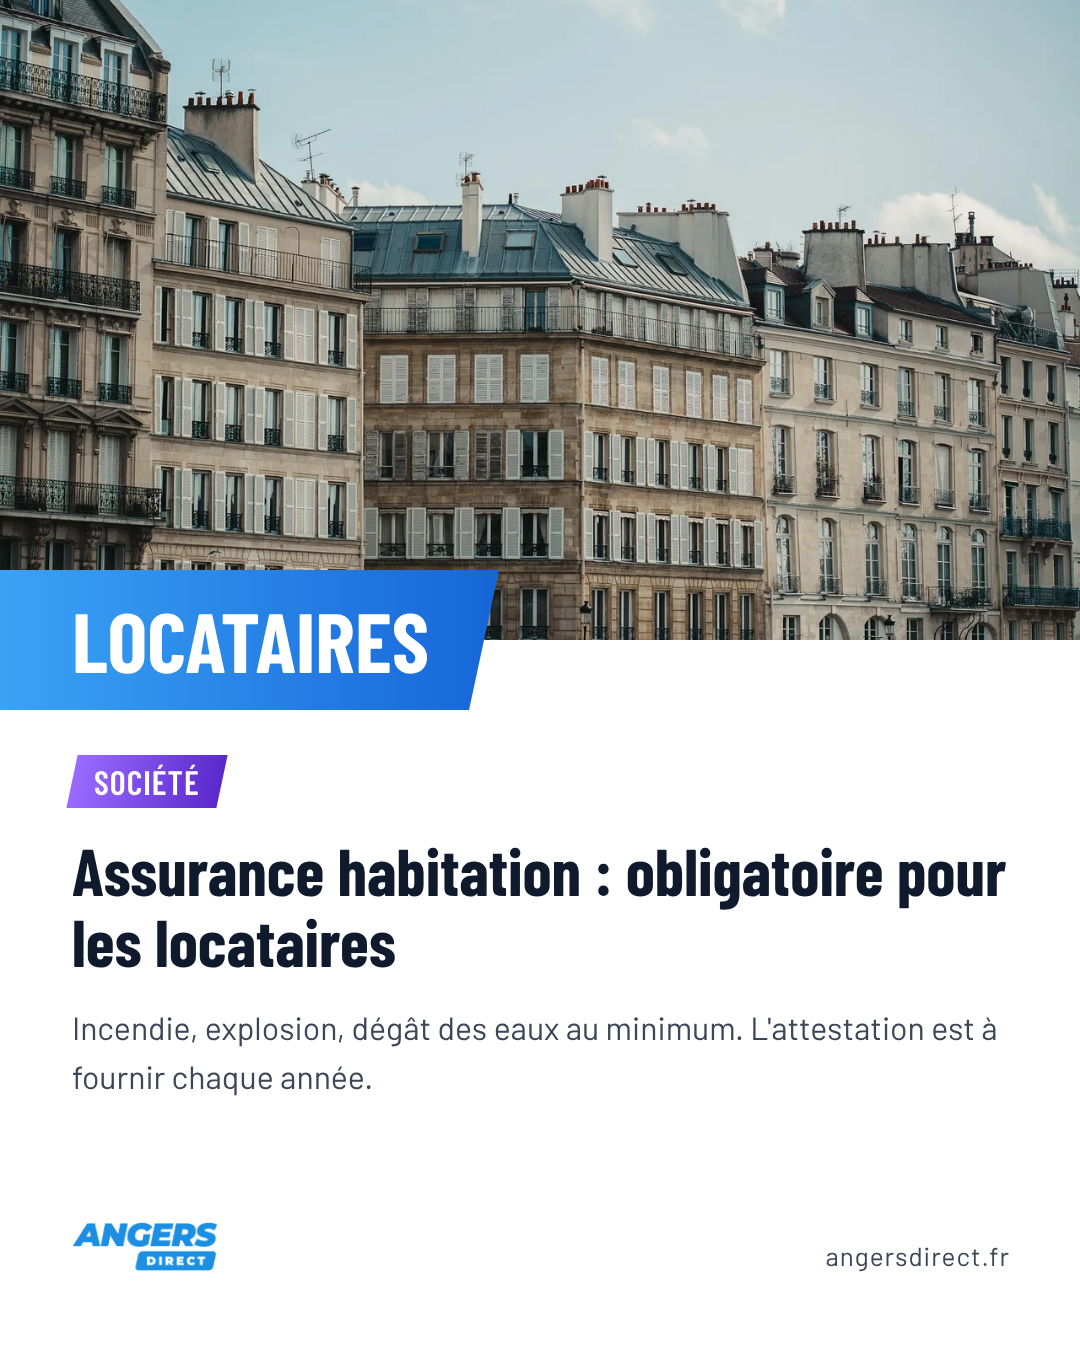 LOCATAIRES
SOCIÉTÉ
Assurance habitation : obligatoire pour
les locataires
Incendie, explosion, dégât des eaux au minimum. L'attestation est à
fournir chaque année.
ANGERS
DIRECT
angersdirect.fr